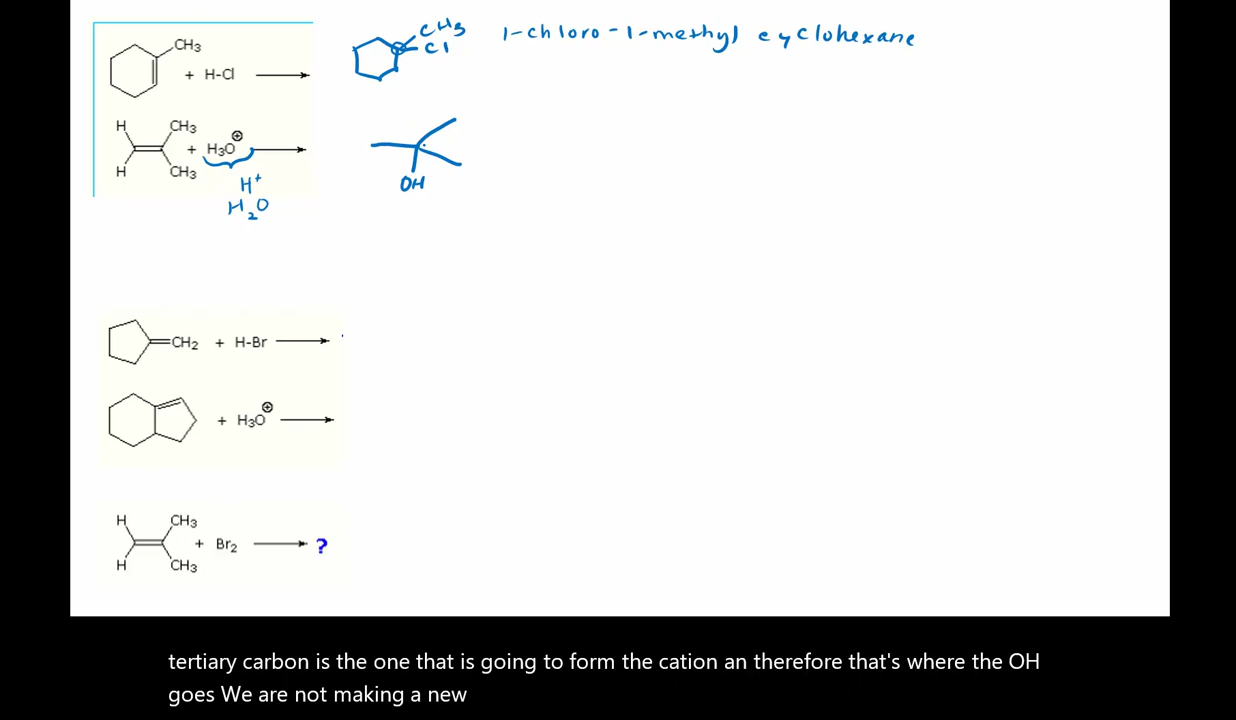 CH3
+ H-Cl
CH3
Cl
1-chloro-1-methyl cyclohexane
H CH3
+ H3O ⊕
H CH3
H+
H2O
OH
=CH2 + H-Br
+ H3O ⊕
H CH3
+ Br2 ?
H CH3
tertiary carbon is the one that is going to form the cation an therefore that's where the OH
goes We are not making a new